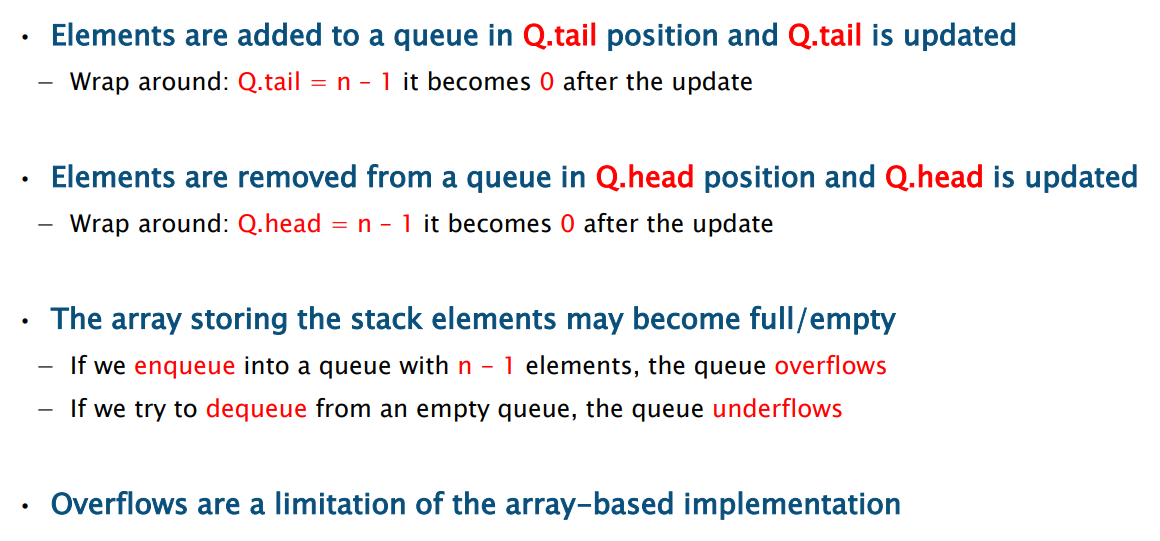 • Elements are added to a queue in Q.tail position and Q.tail is updated
– Wrap around: Q.tail = n – 1 it becomes 0 after the update
• Elements are removed from a queue in Q.head position and Q.head is updated
– Wrap around: Q.head = n – 1 it becomes 0 after the update
• The array storing the stack elements may become full/empty
– If we enqueue into a queue with n – 1 elements, the queue overflows
– If we try to dequeue from an empty queue, the queue underflows
• Overflows are a limitation of the array–based implementation